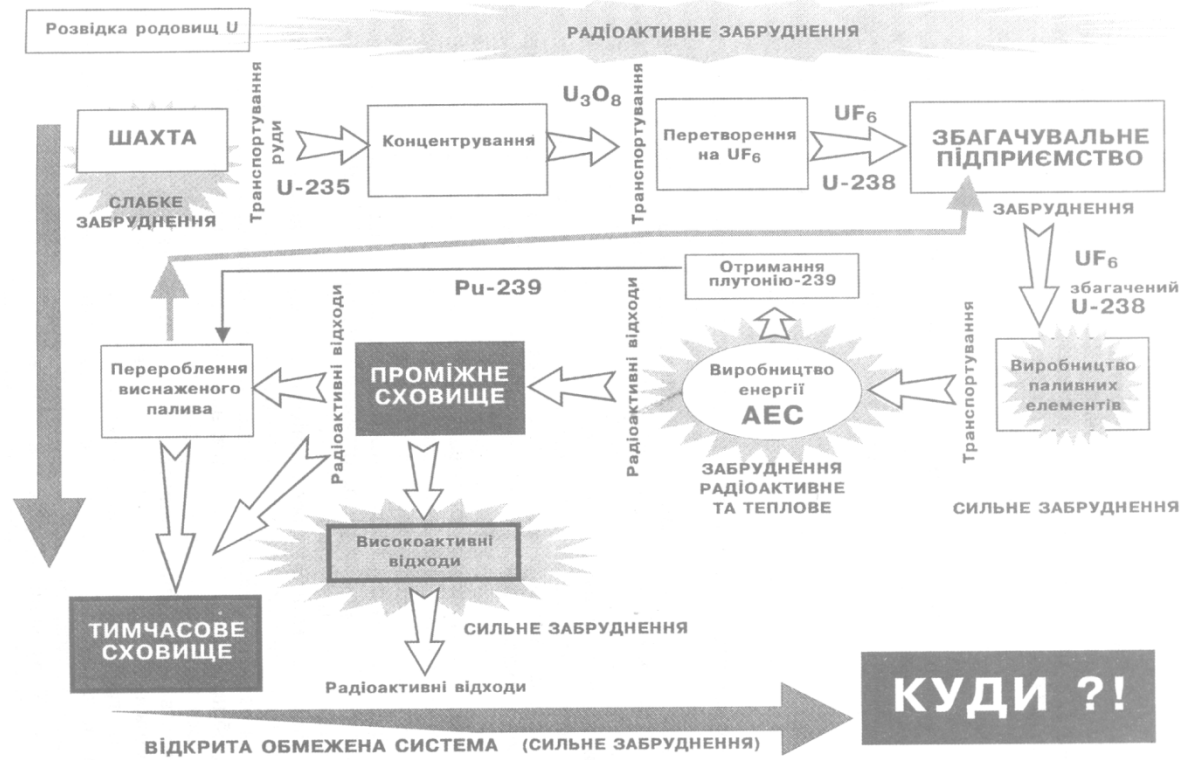 Розвідка родовищ U
РАДІОАКТИВНЕ ЗАБРУДНЕННЯ
ШАХТА
СЛАБКЕ
ЗАБРУДНЕННЯ
Транспортування
руди
U-235
Концентрування
U3O8
Транспортування
Перетворення
на UF6
UF6
U-238
ЗБАГАЧУВАЛЬНЕ
ПІДПРИЄМСТВО
ЗАБРУДНЕННЯ
UF6
збагачений
U-238
Отримання
плутонію-239
Pu-239
Перероблення
виснаженого
палива
Радіоактивні відходи
ПРОМІЖНЕ
СХОВИЩЕ
Радіоактивні відходи
Виробництво
енергії
АЕС
ЗАБРУДНЕННЯ
РАДІОАКТИВНЕ
ТА ТЕПЛОВЕ
Транспортування
Виробництво
паливних
елементів
СИЛЬНЕ ЗАБРУДНЕННЯ
Високоактивні
відходи
СИЛЬНЕ ЗАБРУДНЕННЯ
Радіоактивні відходи
ТИМЧАСОВЕ
СХОВИЩЕ
КУДИ ?!
ВІДКРИТА ОБМЕЖЕНА СИСТЕМА (СИЛЬНЕ ЗАБРУДНЕННЯ)